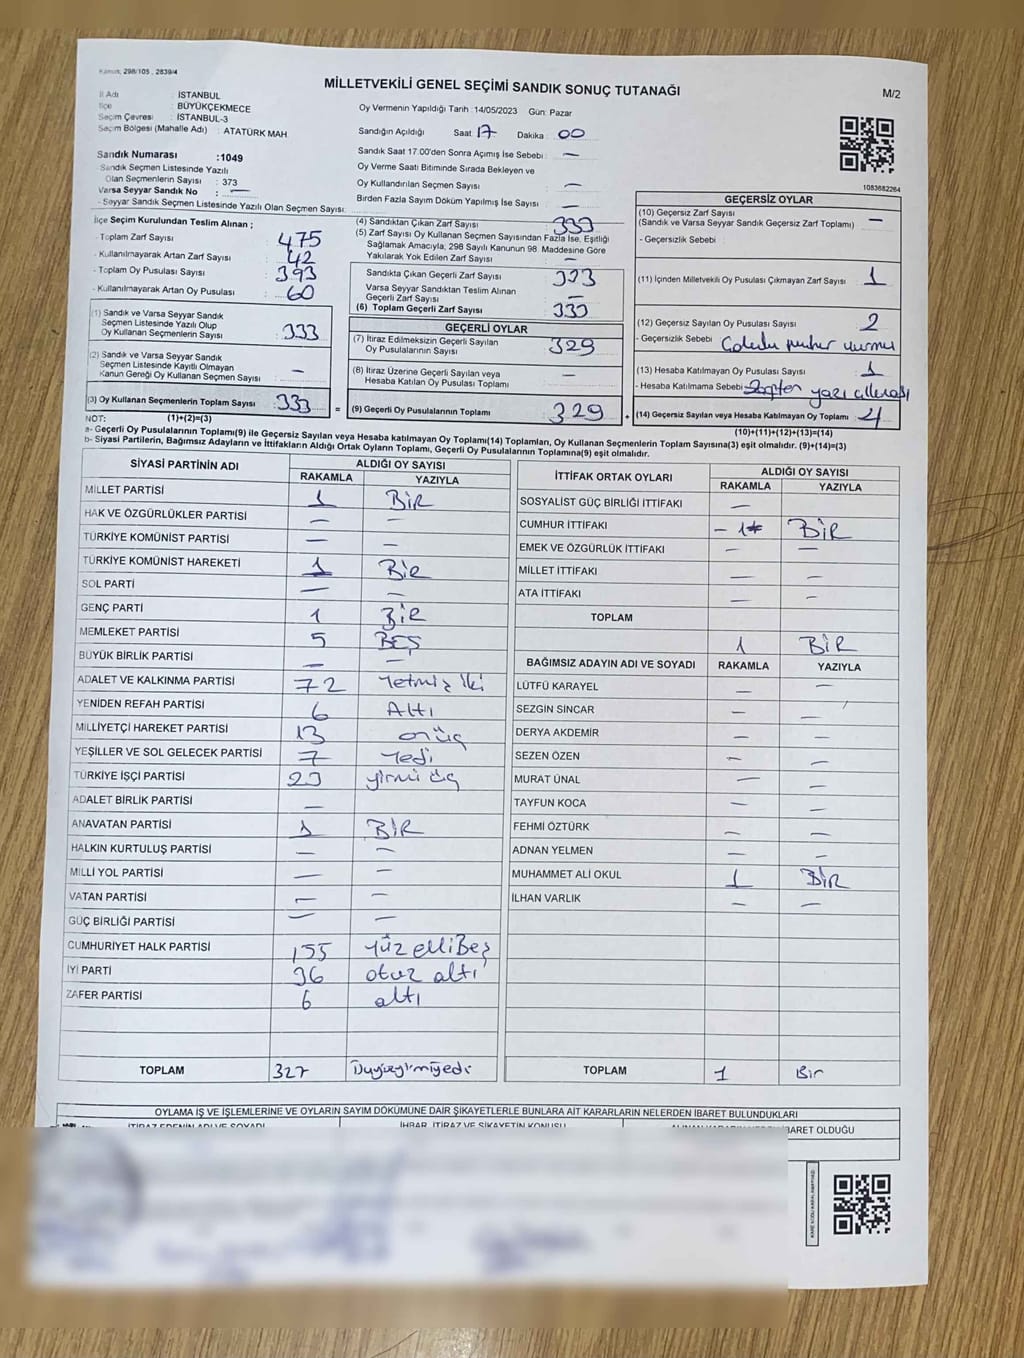 Kanun: 298/105 , 2839/4
MİLLETVEKİLİ GENEL SEÇİMİ SANDIK SONUÇ TUTANAĞI
M/2
İl Adı : İSTANBUL
İlçe : BÜYÜKÇEKMECE
Seçim Çevresi : İSTANBUL-3
Seçim Bölgesi (Mahalle Adı) : ATATÜRK MAH.
Sandık Numarası :1049
Sandık Seçmen Listesinde Yazılı
Olan Seçmenlerin Sayısı : 373
Varsa Seyyar Sandık No : —
- Seyyar Sandık Seçmen Listesinde Yazılı Olan Seçmen Sayısı:
Oy Vermenin Yapıldığı Tarih : 14/05/2023 Gün: Pazar
Sandığın Açıldığı Saat 17 Dakika : 00
Sandık Saat 17.00'den Sonra Açımış İse Sebebi : —
Oy Verme Saati Bitiminde Sırada Bekleyen ve
Oy Kullandırılan Seçmen Sayısı : —
Birden Fazla Sayım Döküm Yapılmış İse Sayısı : —
1083682264
İlçe Seçim Kurulundan Teslim Alınan ;
- Toplam Zarf Sayısı : 475
- Kullanılmayarak Artan Zarf Sayısı : 42
- Toplam Oy Pusulası Sayısı : 393
- Kullanılmayarak Artan Oy Pusulası : 60
(1) Sandık ve Varsa Seyyar Sandık
Seçmen Listesinde Yazılı Olup
Oy Kullanan Seçmenlerin Sayısı : 333
(2) Sandık ve Varsa Seyyar Sandık
Seçmen Listesinde Kayıtlı Olmayan
Kanun Gereği Oy Kullanan Seçmen Sayısı : —
(3) Oy Kullanan Seçmenlerin Toplam Sayısı : 333
(4) Sandıktan Çıkan Zarf Sayısı : 333
(5) Zarf Sayısı Oy Kullanan Seçmen Sayısından Fazla İse, Eşitliği
Sağlamak Amacıyla; 298 Sayılı Kanunun 98. Maddesine Göre
Yakılarak Yok Edilen Zarf Sayısı : —
Sandıkta Çıkan Geçerli Zarf Sayısı : 333
Varsa Seyyar Sandıktan Teslim Alınan
Geçerli Zarf Sayısı : —
(6) Toplam Geçerli Zarf Sayısı : 333
GEÇERLİ OYLAR
(7) İtiraz Edilmeksizin Geçerli Sayılan
Oy Pusulalarının Sayısı : 329
(8) İtiraz Üzerine Geçerli Sayılan veya
Hesaba Katılan Oy Pusulası Toplamı : —
= (9) Geçerli Oy Pusulalarının Toplamı : 329 +
GEÇERSİZ OYLAR
(10) Geçersiz Zarf Sayısı
(Sandık ve Varsa Seyyar Sandık Geçersiz Zarf Toplamı) : —
- Geçersizlik Sebebi :
(11) İçinden Milletvekili Oy Pusulası Çıkmayan Zarf Sayısı : 1
(12) Geçersiz Sayılan Oy Pusulası Sayısı : 2
- Geçersizlik Sebebi :
(13) Hesaba Katılmayan Oy Pusulası Sayısı : 1
- Hesaba Katılmama Sebebi : yazı
(14) Geçersiz Sayılan veya Hesaba Katılmayan Oy Toplamı : 4
NOT: (1)+(2)=(3)
(10)+(11)+(12)+(13)=(14)
a- Geçerli Oy Pusulalarının Toplamı(9) ile Geçersiz Sayılan veya Hesaba katılmayan Oy Toplamı(14) Toplamları, Oy Kullanan Seçmenlerin Toplam Sayısına(3) eşit olmalıdır. (9)+(14)=(3)
b- Siyasi Partilerin, Bağımsız Adayların ve İttifakların Aldığı Ortak Oyların Toplamı, Geçerli Oy Pusulalarının Toplamına(9) eşit olmalıdır.
SİYASİ PARTİNİN ADI ALDIĞI OY SAYISI
RAKAMLA YAZIYLA
MİLLET PARTİSİ 1 BİR
HAK VE ÖZGÜRLÜKLER PARTİSİ — —
TÜRKİYE KOMÜNİST PARTİSİ — —
TÜRKİYE KOMÜNİST HAREKETİ 1 BİR
SOL PARTİ — —
GENÇ PARTİ 1 BİR
MEMLEKET PARTİSİ 5 BEŞ
BÜYÜK BİRLİK PARTİSİ — —
ADALET VE KALKINMA PARTİSİ 72 Yetmiş iki
YENİDEN REFAH PARTİSİ 6 Altı
MİLLİYETÇİ HAREKET PARTİSİ 13 onüç
YEŞİLLER VE SOL GELECEK PARTİSİ 7 Yedi
TÜRKİYE İŞÇİ PARTİSİ 23 yirmi üç
ADALET BİRLİK PARTİSİ —
ANAVATAN PARTİSİ 1 BİR
HALKIN KURTULUŞ PARTİSİ — —
MİLLİ YOL PARTİSİ — —
VATAN PARTİSİ — —
GÜÇ BİRLİĞİ PARTİSİ — —
CUMHURİYET HALK PARTİSİ 155 Yüz elliBeş
İYİ PARTİ 36 otuz altı
ZAFER PARTİSİ 6 altı
TOPLAM 327 Üçyüzyirmiyedi
İTTİFAK ORTAK OYLARI ALDIĞI OY SAYISI
RAKAMLA YAZIYLA
SOSYALİST GÜÇ BİRLİĞİ İTTİFAKI —
CUMHUR İTTİFAKI — 1 BİR
EMEK VE ÖZGÜRLÜK İTTİFAKI — —
MİLLET İTTİFAKI — —
ATA İTTİFAKI — —
TOPLAM
1 BİR
BAĞIMSIZ ADAYIN ADI VE SOYADI RAKAMLA YAZIYLA
LÜTFÜ KARAYEL — —
SEZGİN SİNCAR — —
DERYA AKDEMİR — —
SEZEN ÖZEN — —
MURAT ÜNAL — —
TAYFUN KOCA — —
FEHMİ ÖZTÜRK — —
ADNAN YELMEN — —
MUHAMMET ALİ OKUL 1 BİR
İLHAN VARLIK — —
TOPLAM 1 Bir
OYLAMA İŞ VE İŞLEMLERİNE VE OYLARIN SAYIM DÖKÜMÜNE DAİR ŞİKAYETLERLE BUNLARA AİT KARARLARIN NELERDEN İBARET BULUNDUKLARI
İTİRAZ EDENİN ADI VE SOYADI İHBAR, İTİRAZ VE ŞİKAYETİN KONUSU İBARET OLDUĞU